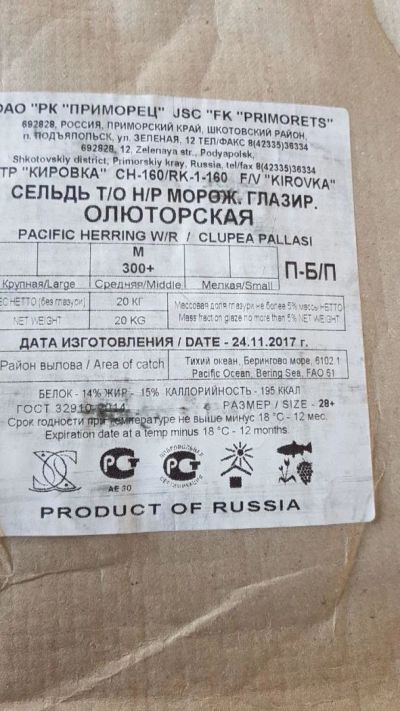 ОАО "РК "ПРИМОРЕЦ" JSC "FK "PRIMORETS"
692828, РОССИЯ, ПРИМОРСКИЙ КРАЙ, ШКОТОВСКИЙ РАЙОН,
п. ПОДЪЯПОЛЬСК, ул. ЗЕЛЕНАЯ, 12 ТЕЛ/ФАКС 8(42335)36334
692828, 12, Zelenaya str., Podyapolsk,
Shkotovskiy district, Primorskiy kray, Russia, tel/fax 8(42335)36334
ТР "КИРОВКА" CH-160/RK-1-160 F/V "KIROVKA"
СЕЛЬДЬ Т/О Н/Р МОРОЖ. ГЛАЗИР.
ОЛЮТОРСКАЯ
PACIFIC HERRING W/R / CLUPEA PALLASI
M
300+
П-Б/П
Крупная/Large Средняя/Middle Мелкая/Small
ЕС НЕТТО (без глазури) 20 КГ Массовая доля глазури не более 5% массы НЕТТО
NET WEIGHT 20 KG Mass fraction glaze no more than 5% NET WEIGHT
ДАТА ИЗГОТОВЛЕНИЯ / DATE - 24.11.2017 г.
Район вылова / Area of catch Тихий океан, Берингово море, 6102 1
Pacific Ocean, Bering Sea, FAO 61
БЕЛОК - 14% ЖИР - 15% КАЛЛОРИЙНОСТЬ - 195 ККАЛ
ГОСТ 32910-2014 РАЗМЕР / SIZE - 28+
Срок годности при температуре не выше минус 18 °C - 12 мес.
Expiration date at a temp minus 18 °C - 12 months.
АЕ 30
ДОБРОВОЛЬНАЯ СЕРТИФИКАЦИЯ
PRODUCT OF RUSSIA